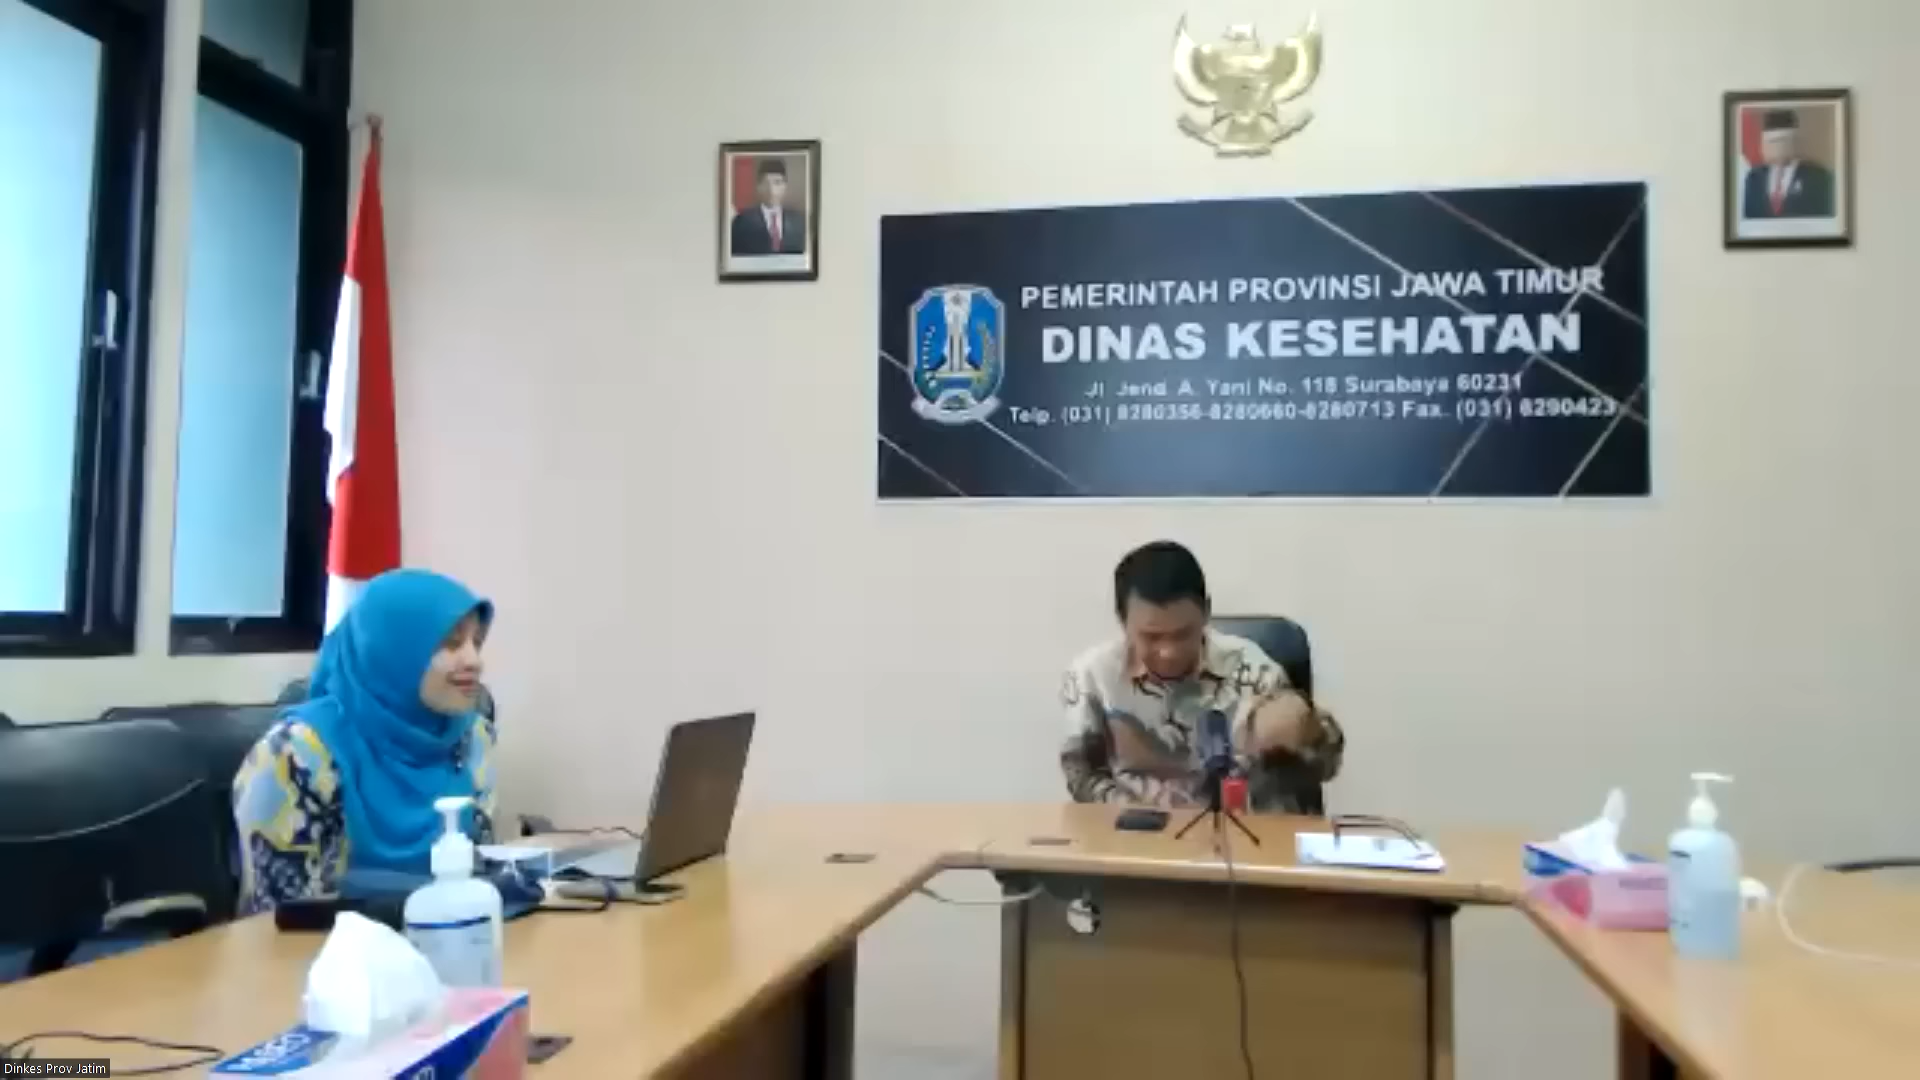 PEMERINTAH PROVINSI JAWA TIMUR
DINAS KESEHATAN
Jl. Jend. A. Yani No. 118 Surabaya 60231
Telp. (031) 8280356-8280660-8280713 Fax. (031) 8290423
Dinkes Prov Jatim